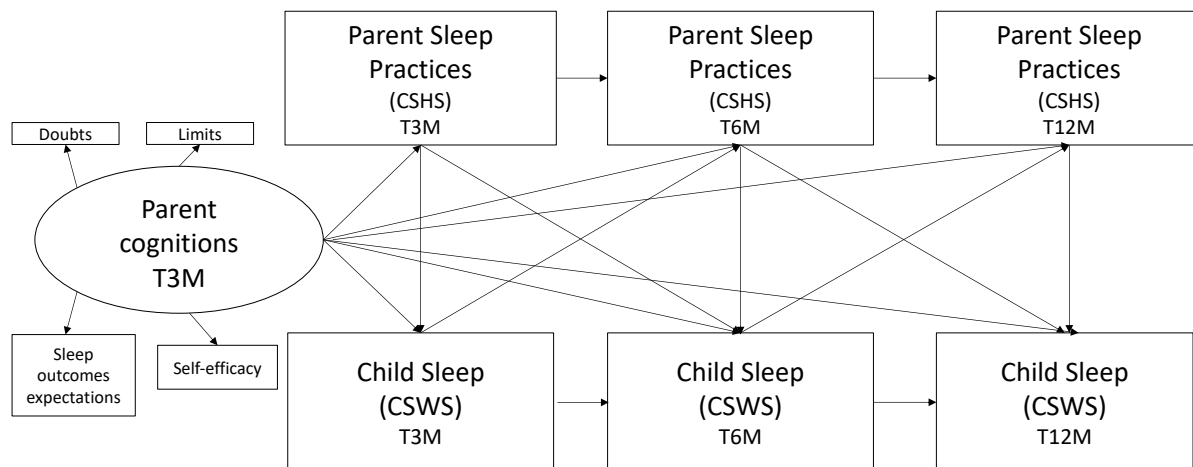 Parent Sleep
Practices
(CSHS)
T3M
Parent Sleep
Practices
(CSHS)
T6M
Parent Sleep
Practices
(CSHS)
T12M
Doubts
Limits
Parent
cognitions
T3M
Sleep
outcomes
expectations
Self-efficacy
Child Sleep
(CSWS)
T3M
Child Sleep
(CSWS)
T6M
Child Sleep
(CSWS)
T12M